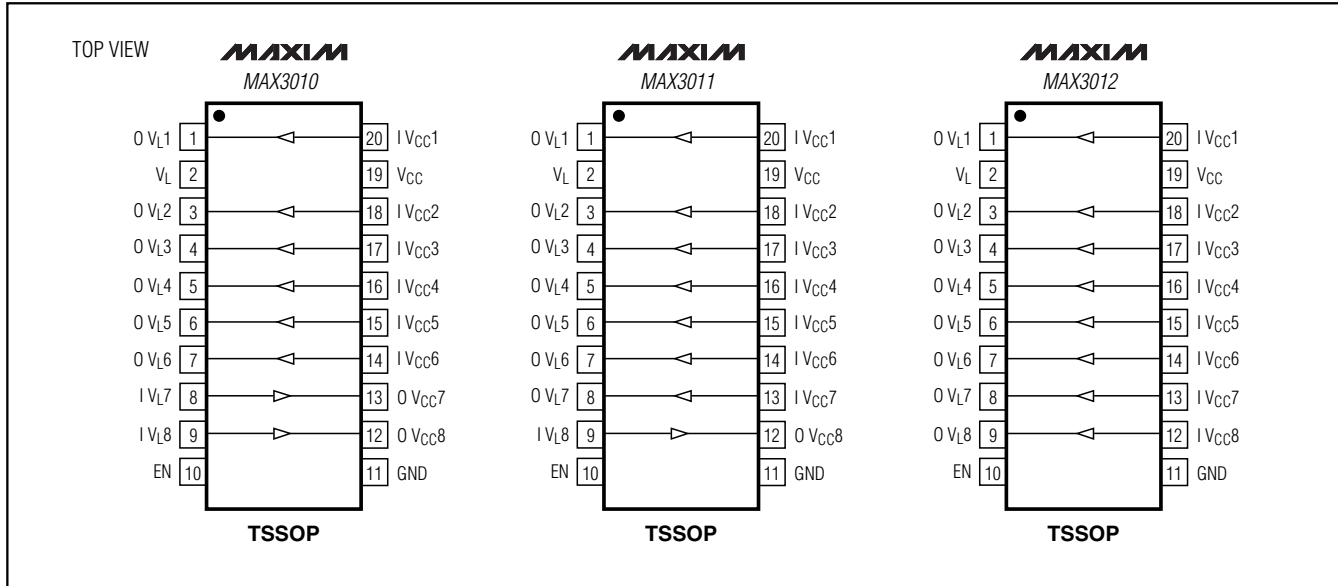 TOP VIEW
MAXIM
MAX3010
O VL1 1 20 I VCC1
VL 2 19 VCC
O VL2 3 18 I VCC2
O VL3 4 17 I VCC3
O VL4 5 16 I VCC4
O VL5 6 15 I VCC5
O VL6 7 14 I VCC6
I VL7 8 13 O VCC7
I VL8 9 12 O VCC8
EN 10 11 GND
TSSOP
MAXIM
MAX3011
O VL1 1 20 I VCC1
VL 2 19 VCC
O VL2 3 18 I VCC2
O VL3 4 17 I VCC3
O VL4 5 16 I VCC4
O VL5 6 15 I VCC5
O VL6 7 14 I VCC6
O VL7 8 13 I VCC7
I VL8 9 12 O VCC8
EN 10 11 GND
TSSOP
MAXIM
MAX3012
O VL1 1 20 I VCC1
VL 2 19 VCC
O VL2 3 18 I VCC2
O VL3 4 17 I VCC3
O VL4 5 16 I VCC4
O VL5 6 15 I VCC5
O VL6 7 14 I VCC6
O VL7 8 13 I VCC7
O VL8 9 12 I VCC8
EN 10 11 GND
TSSOP